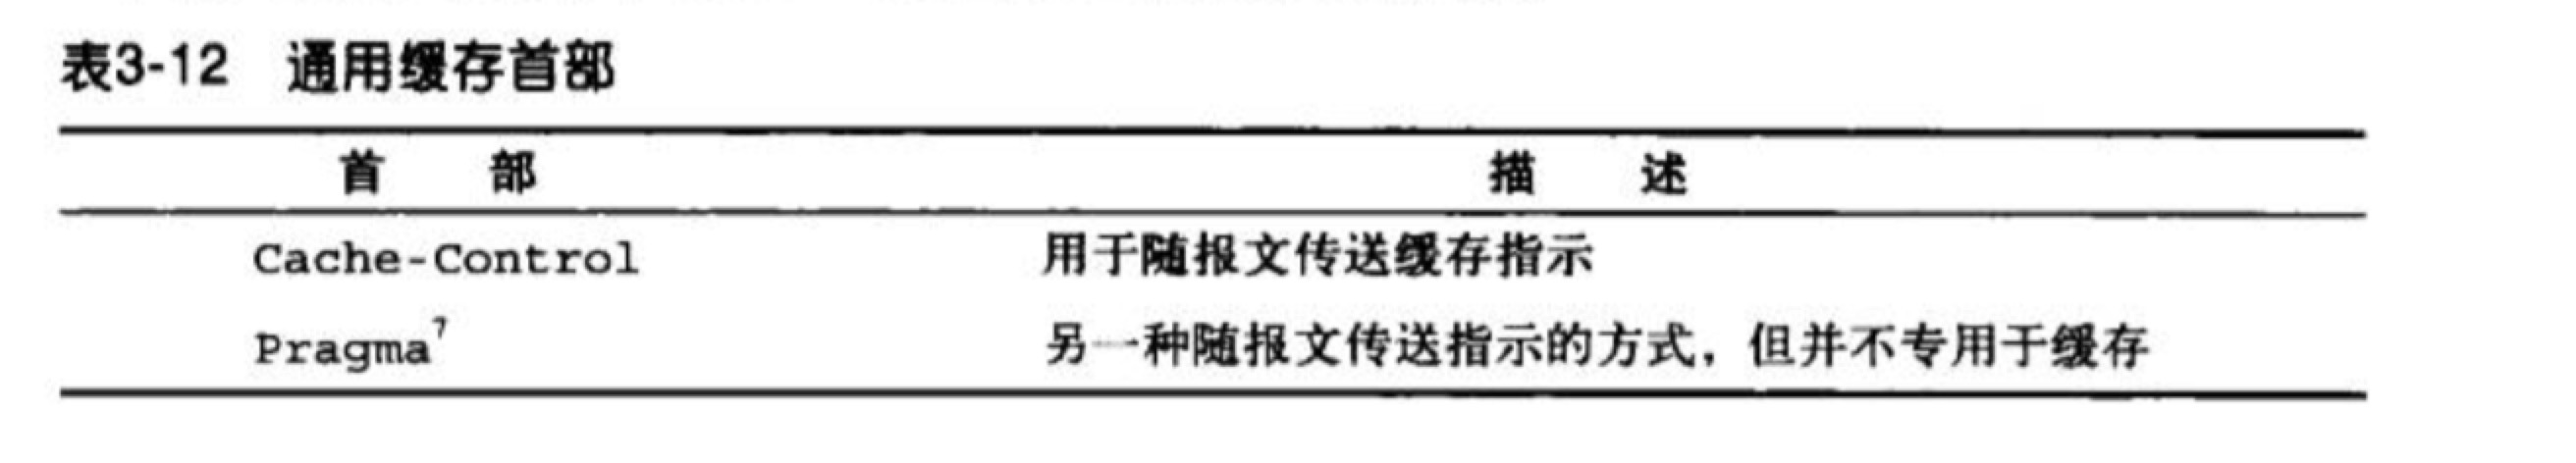 表3-12 通用缓存首部
首 部 描 述
Cache-Control 用于随报文传送缓存指示
Pragma⁷ 另一种随报文传送指示的方式，但并不专用于缓存